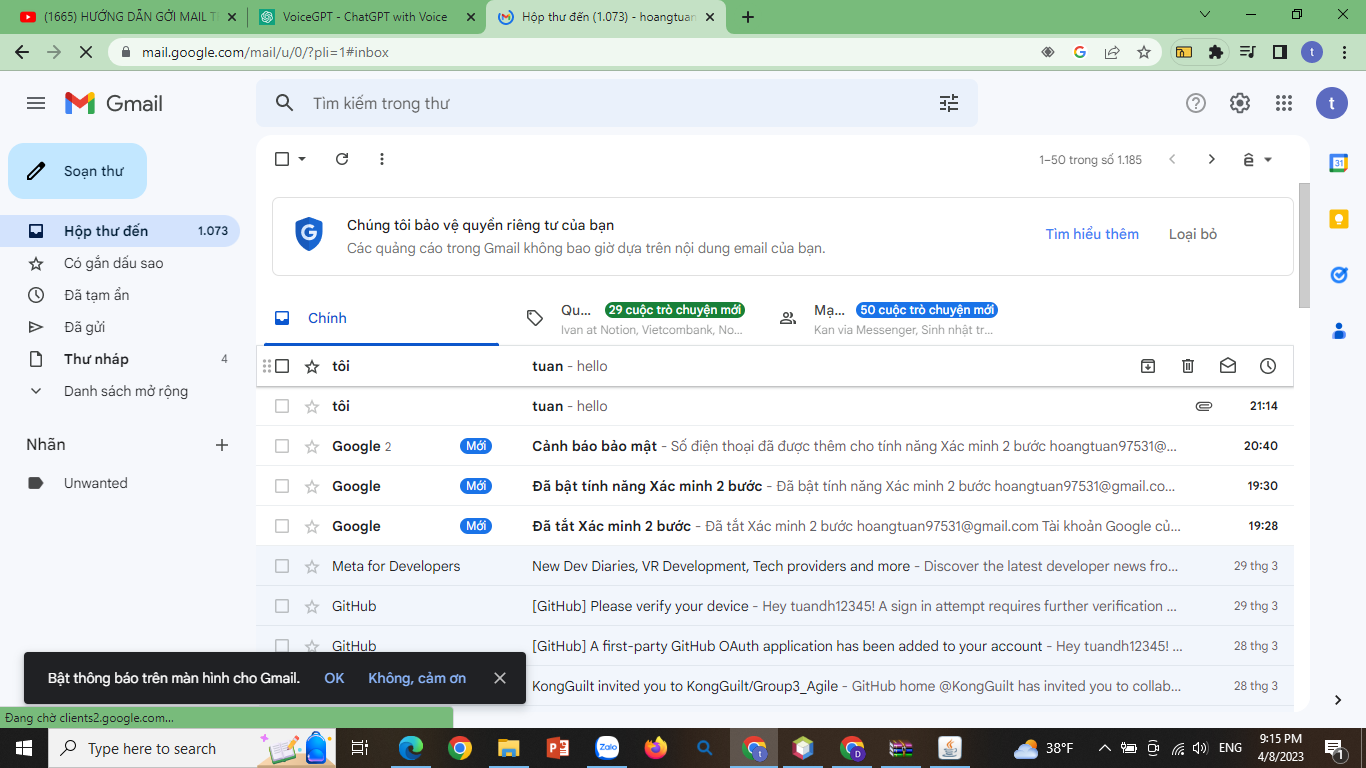 (1665) HƯỚNG DẪN GỞI MAIL T
VoiceGPT - ChatGPT with Voice
Hộp thư đến (1.073) - hoangtuan
mail.google.com/mail/u/0/?pli=1#inbox
t
Gmail
Tìm kiếm trong thư
t
Soạn thư
1–50 trong số 1.185
Hộp thư đến 1.073
Có gắn dấu sao
Đã tạm ẩn
Đã gửi
Thư nháp 4
Danh sách mở rộng
Nhãn
Unwanted
Chúng tôi bảo vệ quyền riêng tư của bạn
Các quảng cáo trong Gmail không bao giờ dựa trên nội dung email của bạn.
Tìm hiểu thêm Loại bỏ
Chính
Qu... 29 cuộc trò chuyện mới
Ivan at Notion, Vietcombank, No...
Mạ... 50 cuộc trò chuyện mới
Kan via Messenger, Sinh nhật tr...
tôi tuan - hello
tôi tuan - hello 21:14
Google 2 Mới Cảnh báo bảo mật - Số điện thoại đã được thêm cho tính năng Xác minh 2 bước hoangtuan97531@... 20:40
Google Mới Đã bật tính năng Xác minh 2 bước - Đã bật tính năng Xác minh 2 bước hoangtuan97531@gmail.co... 19:30
Google Mới Đã tắt Xác minh 2 bước - Đã tắt Xác minh 2 bước hoangtuan97531@gmail.com Tài khoản Google củ... 19:28
Meta for Developers New Dev Diaries, VR Development, Tech providers and more - Discover the latest developer news fro... 29 thg 3
GitHub [GitHub] Please verify your device - Hey tuandh12345! A sign in attempt requires further verification ... 29 thg 3
GitHub [GitHub] A first-party GitHub OAuth application has been added to your account - Hey tuandh12345! ... 28 thg 3
KongGuilt invited you to KongGuilt/Group3_Agile - GitHub home @KongGuilt has invited you to collab... 28 thg 3
Bật thông báo trên màn hình cho Gmail. OK Không, cảm ơn
Đang chờ clients2.google.com...
Type here to search
Zalo
38°F
ENG
9:15 PM
4/8/2023
1